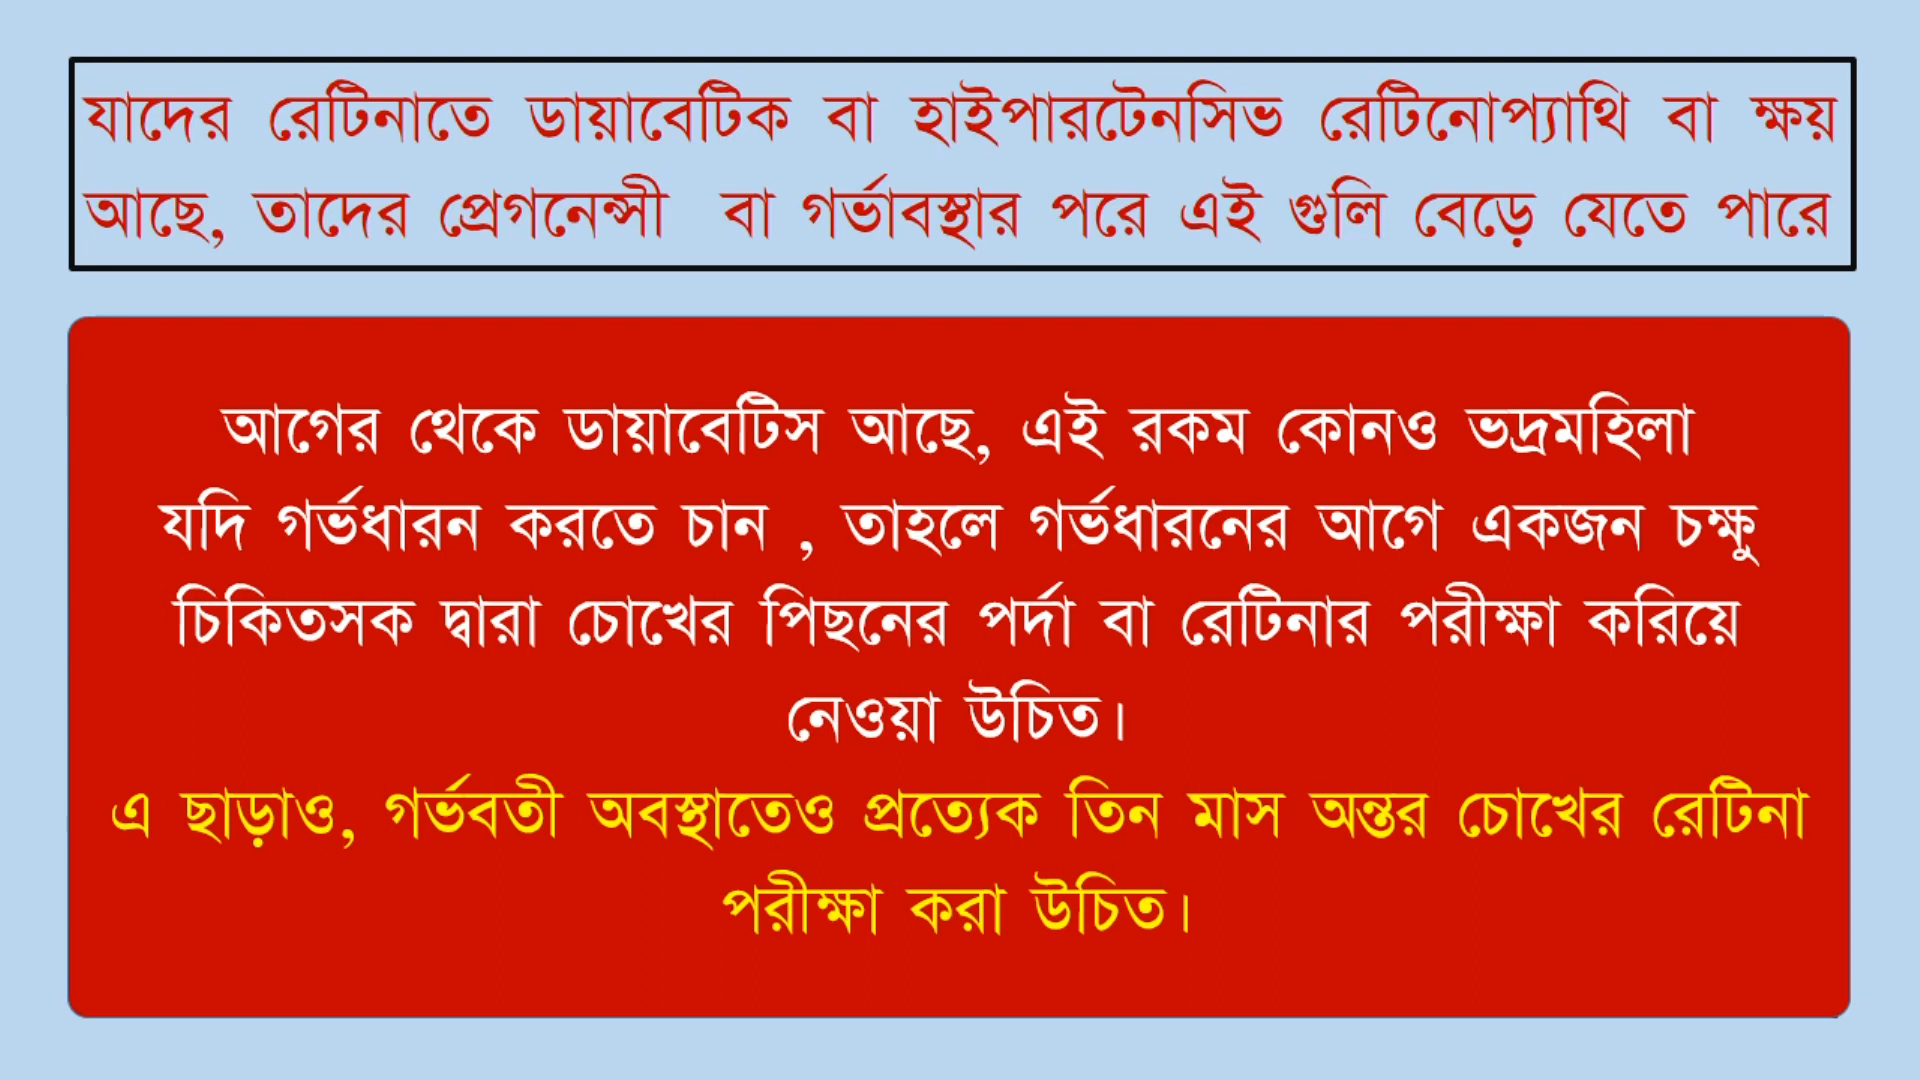 যাদের রেটিনাতে ডায়াবেটিক বা হাইপারটেনসিভ রেটিনোপ্যাথি বা ক্ষয়
আছে, তাদের প্রেগনেন্সী বা গর্ভাবস্থার পরে এই গুলি বেড়ে যেতে পারে
আগের থেকে ডায়াবেটিস আছে, এই রকম কোনও ভদ্রমহিলা
যদি গর্ভধারন করতে চান , তাহলে গর্ভধারনের আগে একজন চক্ষু
চিকিতসক দ্বারা চোখের পিছনের পর্দা বা রেটিনার পরীক্ষা করিয়ে
নেওয়া উচিত।
এ ছাড়াও, গর্ভবতী অবস্থাতেও প্রত্যেক তিন মাস অন্তর চোখের রেটিনা
পরীক্ষা করা উচিত।